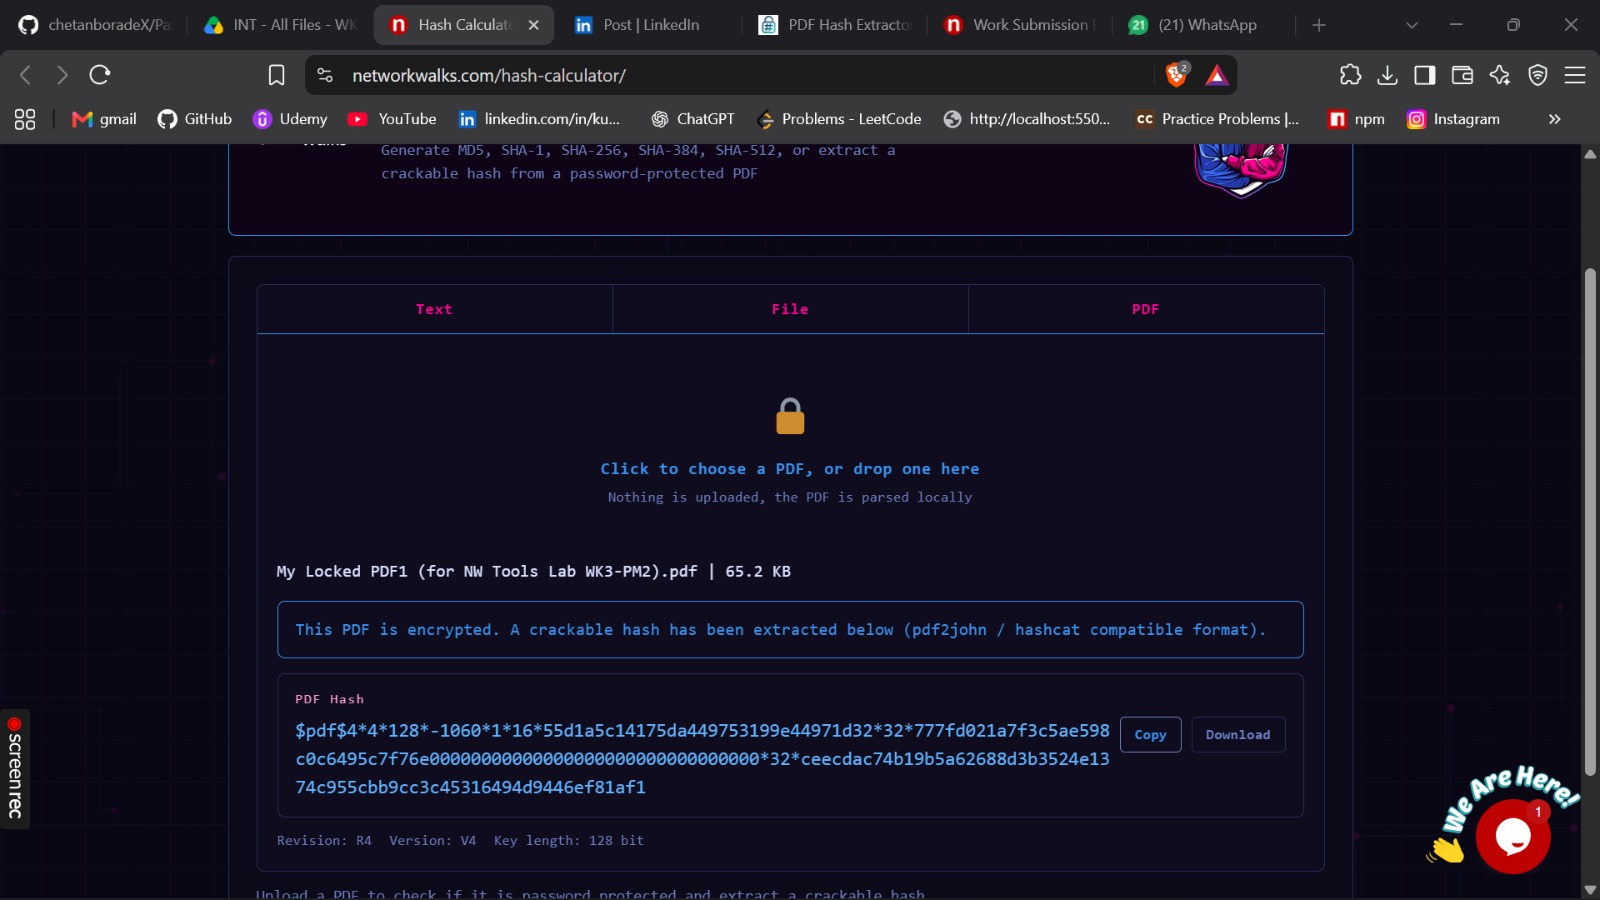 chetanboradeX/Pa
INT - All Files - WK
Hash Calculat
Post | LinkedIn
PDF Hash Extracto
Work Submission F
(21) WhatsApp
networkwalks.com/hash-calculator/
2
gmail
GitHub
Udemy
YouTube
linkedin.com/in/ku...
ChatGPT
Problems - LeetCode
http://localhost:550...
CC Practice Problems |...
npm
Instagram
Generate MD5, SHA-1, SHA-256, SHA-384, SHA-512, or extract a
crackable hash from a password-protected PDF
Text
File
PDF
Click to choose a PDF, or drop one here
Nothing is uploaded, the PDF is parsed locally
My Locked PDF1 (for NW Tools Lab WK3-PM2).pdf | 65.2 KB
This PDF is encrypted. A crackable hash has been extracted below (pdf2john / hashcat compatible format).
PDF Hash
$pdf$4*4*128*-1060*1*16*55d1a5c14175da449753199e44971d32*32*777fd021a7f3c5ae598
c0c6495c7f76e00000000000000000000000000000000*32*ceecdac74b19b5a62688d3b3524e13
74c955cbb9cc3c45316494d9446ef81af1
Copy
Download
Revision: R4 Version: V4 Key length: 128 bit
Upload a PDF to check if it is password protected and extract a crackable hash
screenrec
We Are Here!
1